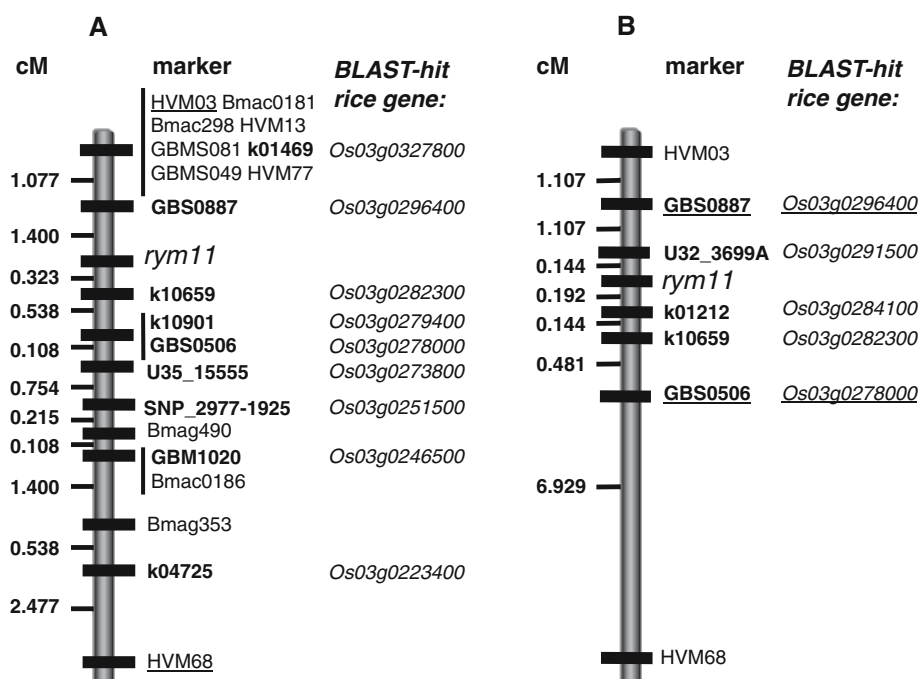 A
cM marker BLAST-hit
rice gene:
HVM03 Bmac0181
Bmac298 HVM13
GBMS081 k01469 Os03g0327800
GBMS049 HVM77
1.077
GBS0887 Os03g0296400
1.400
rym11
0.323
k10659 Os03g0282300
0.538
k10901 Os03g0279400
GBS0506 Os03g0278000
0.108
U35_15555 Os03g0273800
0.754
SNP_2977-1925 Os03g0251500
0.215
Bmag490
0.108
GBM1020 Os03g0246500
Bmac0186
1.400
Bmag353
0.538
k04725 Os03g0223400
2.477
HVM68
B
cM marker BLAST-hit
rice gene:
HVM03
1.107
GBS0887 Os03g0296400
1.107
U32_3699A Os03g0291500
0.144
rym11
0.192
k01212 Os03g0284100
0.144
k10659 Os03g0282300
0.481
GBS0506 Os03g0278000
6.929
HVM68